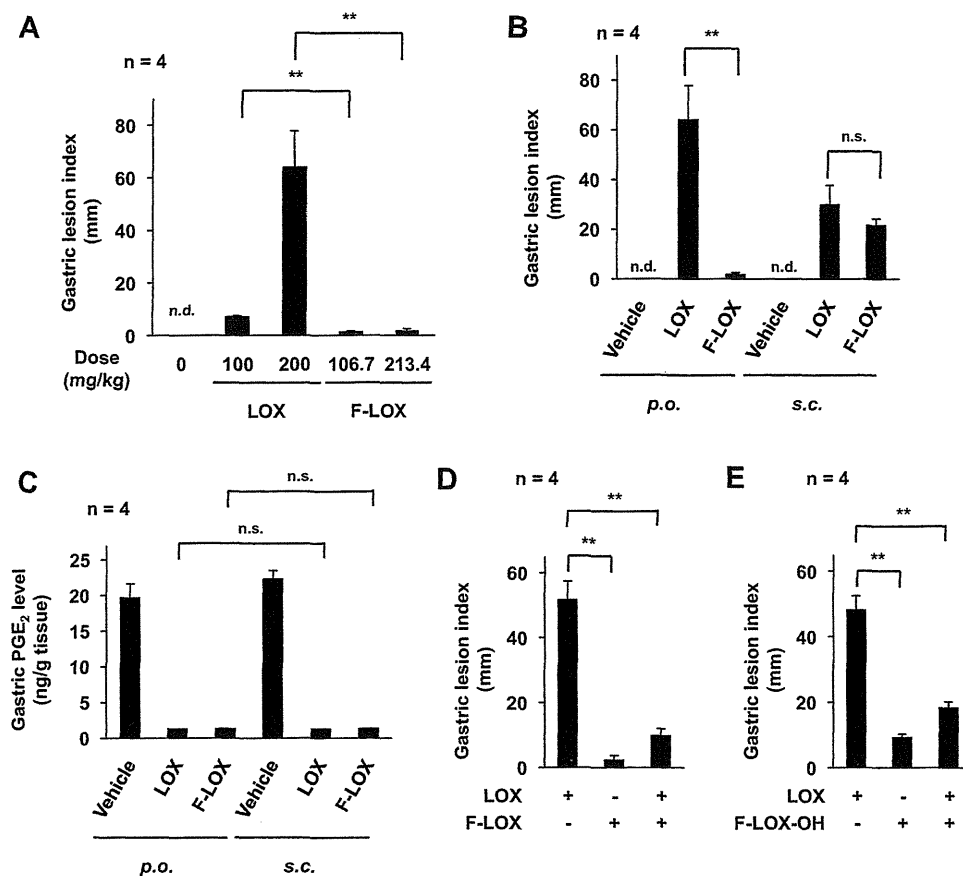 A
n = 4
**
**
Gastric lesion index
(mm)
80
60
40
20
0
n.d.
Dose
(mg/kg)
0 100 200 106.7 213.4
LOX F-LOX
B
n = 4
**
n.s.
Gastric lesion index
(mm)
80
60
40
20
0
n.d.
n.d.
Vehicle LOX F-LOX Vehicle LOX F-LOX
p.o. s.c.
C
n = 4
n.s.
n.s.
Gastric PGE2 level
(ng/g tissue)
25
20
15
10
5
0
Vehicle LOX F-LOX Vehicle LOX F-LOX
p.o. s.c.
D
n = 4
**
**
Gastric lesion index
(mm)
60
40
20
0
LOX + - +
F-LOX - + +
E
n = 4
**
**
Gastric lesion index
(mm)
60
40
20
0
LOX + - +
F-LOX-OH - + +